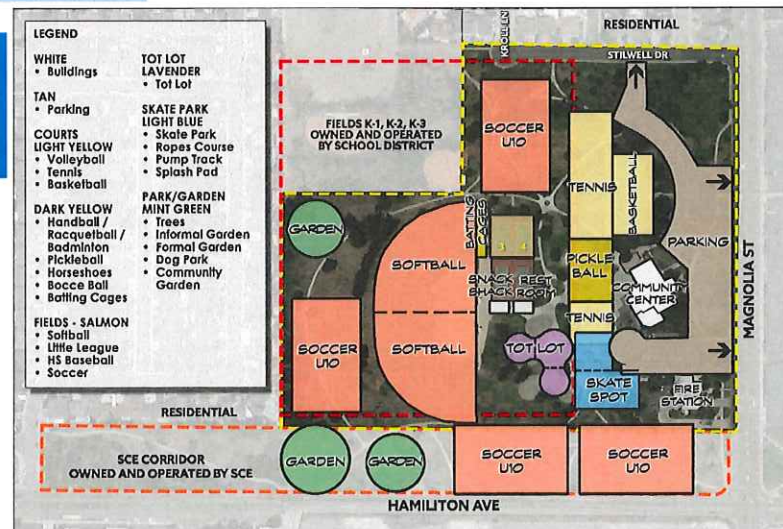 LEGEND
WHITE
• Buildings
TAN
• Parking
COURTS
LIGHT YELLOW
• Volleyball
• Tennis
• Basketball
DARK YELLOW
• Handball /
Racquetball /
Badminton
• Pickleball
• Horseshoes
• Bocce Ball
• Batting Cages
FIELDS - SALMON
• Softball
• Little League
• HS Baseball
• Soccer
TOT LOT
LAVENDER
• Tot Lot
SKATE PARK
LIGHT BLUE
• Skate Park
• Ropes Course
• Pump Track
• Splash Pad
PARK/GARDEN
MINT GREEN
• Trees
• Informal Garden
• Formal Garden
• Dog Park
• Community
Garden
RESIDENTIAL
KROLL LN
STILWELL DR
FIELDS K-1, K-2, K-3
OWNED AND OPERATED
BY SCHOOL DISTRICT
SOCCER
U10
TENNIS
BASKETBALL
PARKING
MAGNOLIA ST
GARDEN
BATTING
CAGES
3 4
SOFTBALL
SNACK
SHACK
REST
ROOM
PICKLE
BALL
COMMUNITY
CENTER
TENNIS
SOCCER
U10
SOFTBALL
TOT LOT
SKATE
SPOT
FIRE
STATION
RESIDENTIAL
SCE CORRIDOR
OWNED AND OPERATED BY SCE
GARDEN
GARDEN
SOCCER
U10
SOCCER
U10
HAMILITON AVE